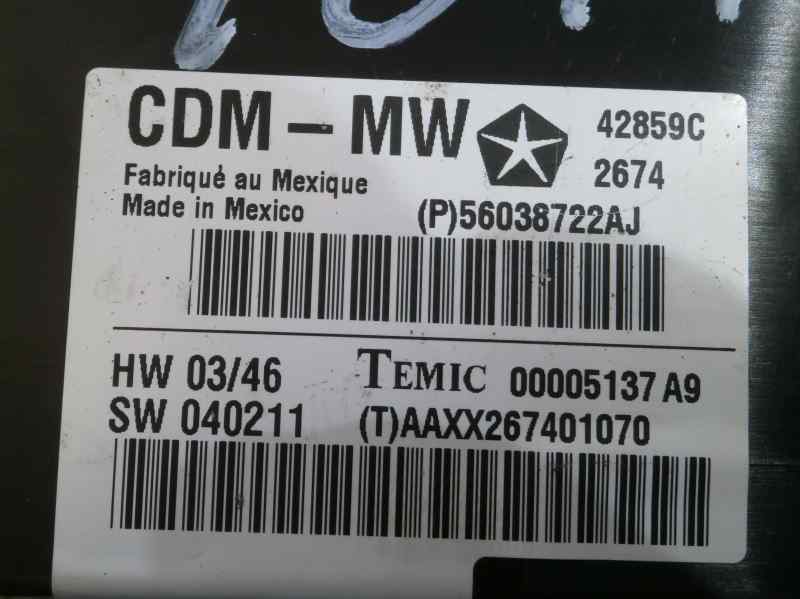 CDM - MW 42859C
Fabriqué au Mexique 2674
Made in Mexico (P)56038722AJ
HW 03/46 TEMIC 00005137 A9
SW 040211 (T)AAXX267401070